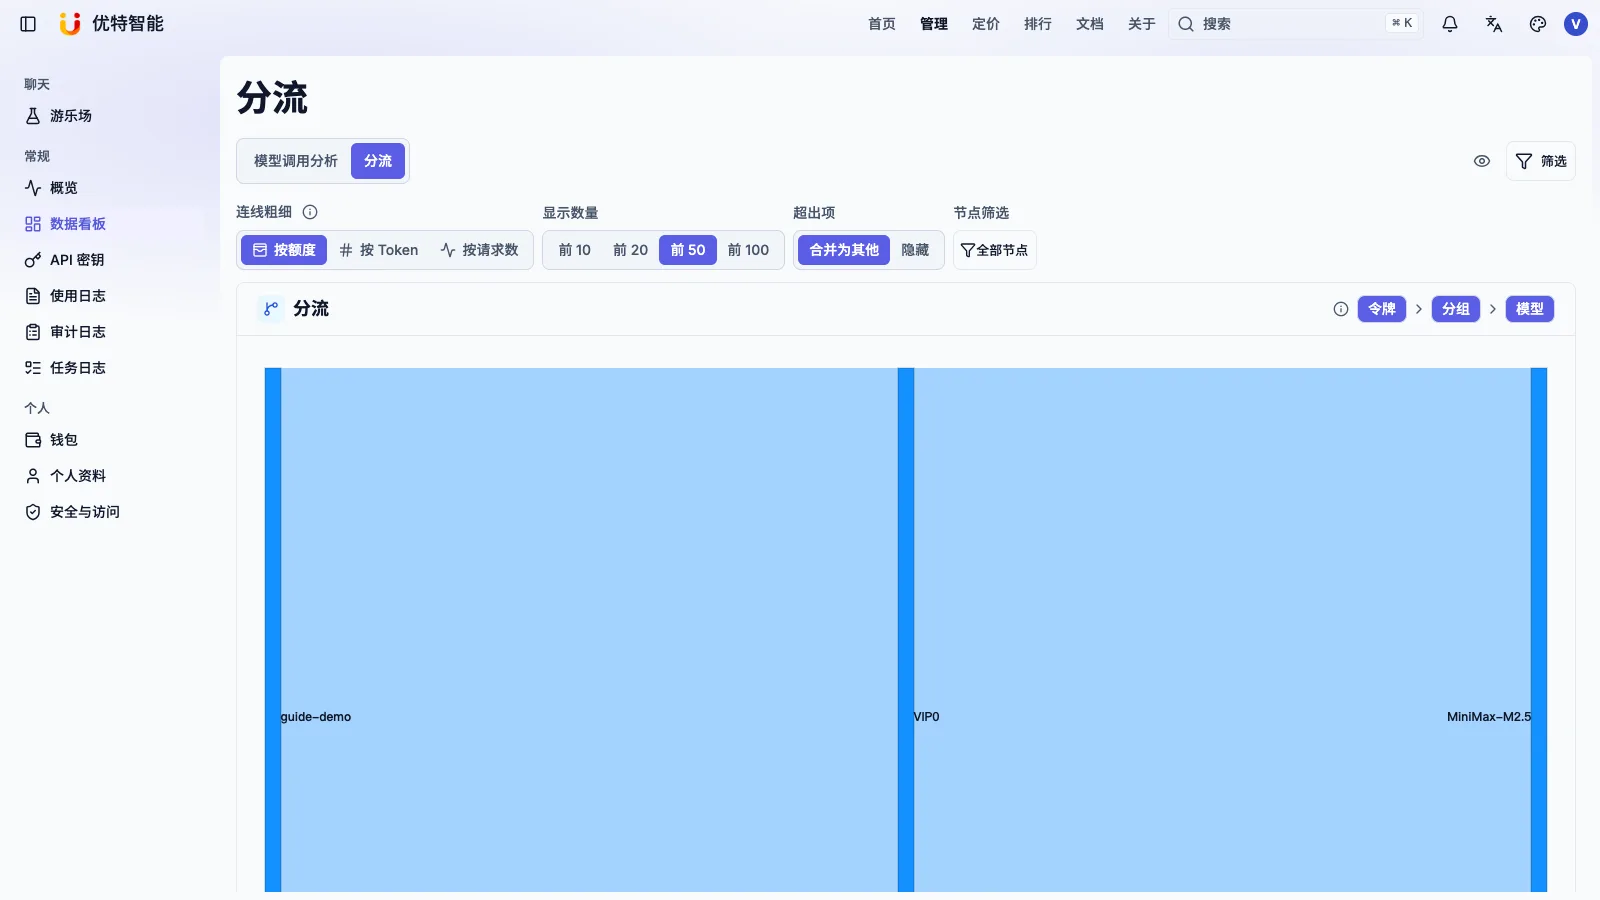 优特智能
首页 管理 定价 排行 文档 关于 搜索 ⌘ K V
聊天
游乐场
常规
概览
数据看板
API 密钥
使用日志
审计日志
任务日志
个人
钱包
个人资料
安全与访问
分流
模型调用分析 分流 筛选
连线粗细 显示数量 超出项 节点筛选
按额度 按 Token 按请求数 前 10 前 20 前 50 前 100 合并为其他 隐藏 全部节点
分流 令牌 分组 模型
guide-demo VIP0 MiniMax-M2.5